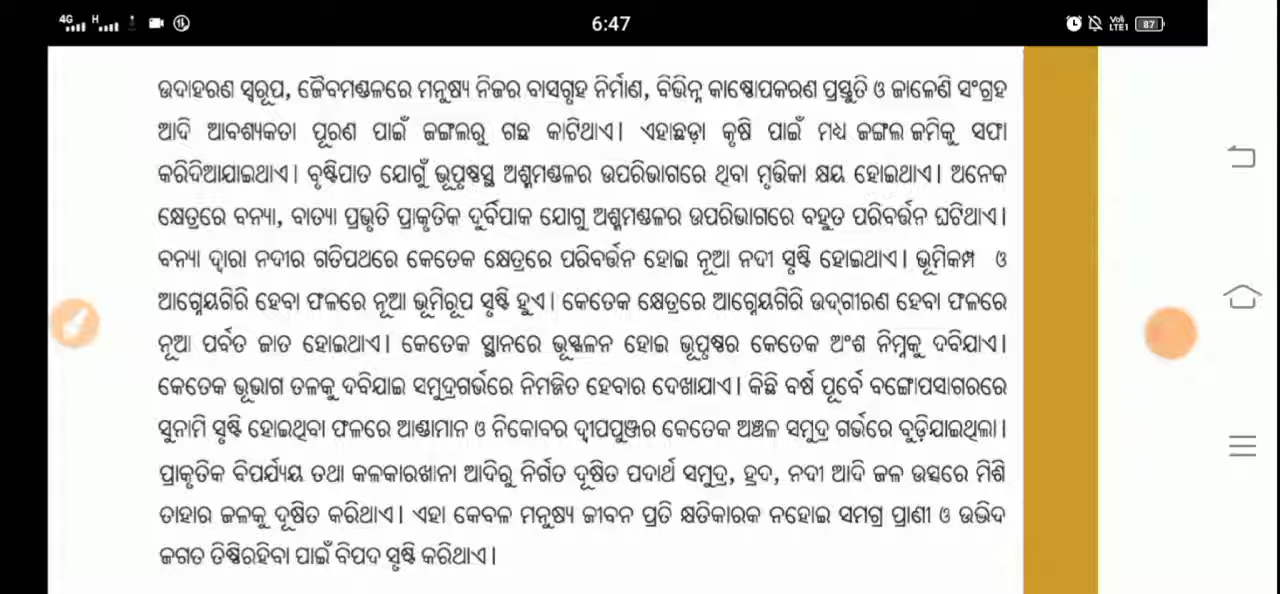 4G H 6:47 Vo) LTE1 87
ଉଦାହରଣ ସ୍ୱରୂପ, ଜୈବମଣ୍ଡଳରେ ମନୁଷ୍ୟ ନିଜର ବାସଗୃହ ନିର୍ମାଣ, ବିଭିନ୍ନ କାଷ୍ଠୋପକରଣ ପ୍ରସ୍ତୁତି ଓ ଜାଳେଣି ସଂଗ୍ରହ
ଆଦି ଆବଶ୍ୟକତା ପୂରଣ ପାଇଁ ଜଙ୍ଗଲରୁ ଗଛ କାଟିଥାଏ। ଏହାଛଡ଼ା କୃଷି ପାଇଁ ମଧ୍ୟ ଜଙ୍ଗଲ ଜମିକୁ ସଫା
କରିଦିଆଯାଇଥାଏ। ବୃଷ୍ଟିପାତ ଯୋଗୁଁ ଭୂପୃଷ୍ଠସ୍ଥ ଅଶ୍ମମଣ୍ଡଳର ଉପରିଭାଗରେ ଥିବା ମୃତ୍ତିକା କ୍ଷୟ ହୋଇଥାଏ। ଅନେକ
କ୍ଷେତ୍ରରେ ବନ୍ୟା, ବାତ୍ୟା ପ୍ରଭୃତି ପ୍ରାକୃତିକ ଦୁର୍ବିପାକ ଯୋଗୁ ଅଶ୍ମମଣ୍ଡଳର ଉପରିଭାଗରେ ବହୁତ ପରିବର୍ତ୍ତନ ଘଟିଥାଏ।
ବନ୍ୟା ଦ୍ୱାରା ନଦୀର ଗତିପଥରେ କେତେକ କ୍ଷେତ୍ରରେ ପରିବର୍ତ୍ତନ ହୋଇ ନୂଆ ନଦୀ ସୃଷ୍ଟି ହୋଇଥାଏ। ଭୂମିକମ୍ପ ଓ
ଆଗ୍ନେୟଗିରି ହେବା ଫଳରେ ନୂଆ ଭୂମିରୂପ ସୃଷ୍ଟି ହୁଏ। କେତେକ କ୍ଷେତ୍ରରେ ଆଗ୍ନେୟଗିରି ଉଦ୍‌ଗୀରଣ ହେବା ଫଳରେ
ନୂଆ ପର୍ବତ ଜାତ ହୋଇଥାଏ। କେତେକ ସ୍ଥାନରେ ଭୂସ୍ଖଳନ ହୋଇ ଭୂପୃଷ୍ଠର କେତେକ ଅଂଶ ନିମ୍ନକୁ ଦବିଯାଏ।
କେତେକ ଭୂଭାଗ ତଳକୁ ଦବିଯାଇ ସମୁଦ୍ରଗର୍ଭରେ ନିମଜ୍ଜିତ ହେବାର ଦେଖାଯାଏ। କିଛି ବର୍ଷ ପୂର୍ବେ ବଙ୍ଗୋପସାଗରରେ
ସୁନାମି ସୃଷ୍ଟି ହୋଇଥିବା ଫଳରେ ଆଣ୍ଡାମାନ ଓ ନିକୋବର ଦ୍ୱୀପପୁଞ୍ଜର କେତେକ ଅଞ୍ଚଳ ସମୁଦ୍ର ଗର୍ଭରେ ବୁଡ଼ିଯାଇଥିଲା।
ପ୍ରାକୃତିକ ବିପର୍ଯ୍ୟୟ ତଥା କଳକାରଖାନା ଆଦିରୁ ନିର୍ଗତ ଦୂଷିତ ପଦାର୍ଥ ସମୁଦ୍ର, ହ୍ରଦ, ନଦୀ ଆଦି ଜଳ ଉତ୍ସରେ ମିଶି
ତାହାର ଜଳକୁ ଦୂଷିତ କରିଥାଏ। ଏହା କେବଳ ମନୁଷ୍ୟ ଜୀବନ ପ୍ରତି କ୍ଷତିକାରକ ନହୋଇ ସମଗ୍ର ପ୍ରାଣୀ ଓ ଉଦ୍ଭିଦ
ଜଗତ ତିଷ୍ଠିରହିବା ପାଇଁ ବିପଦ ସୃଷ୍ଟି କରିଥାଏ।